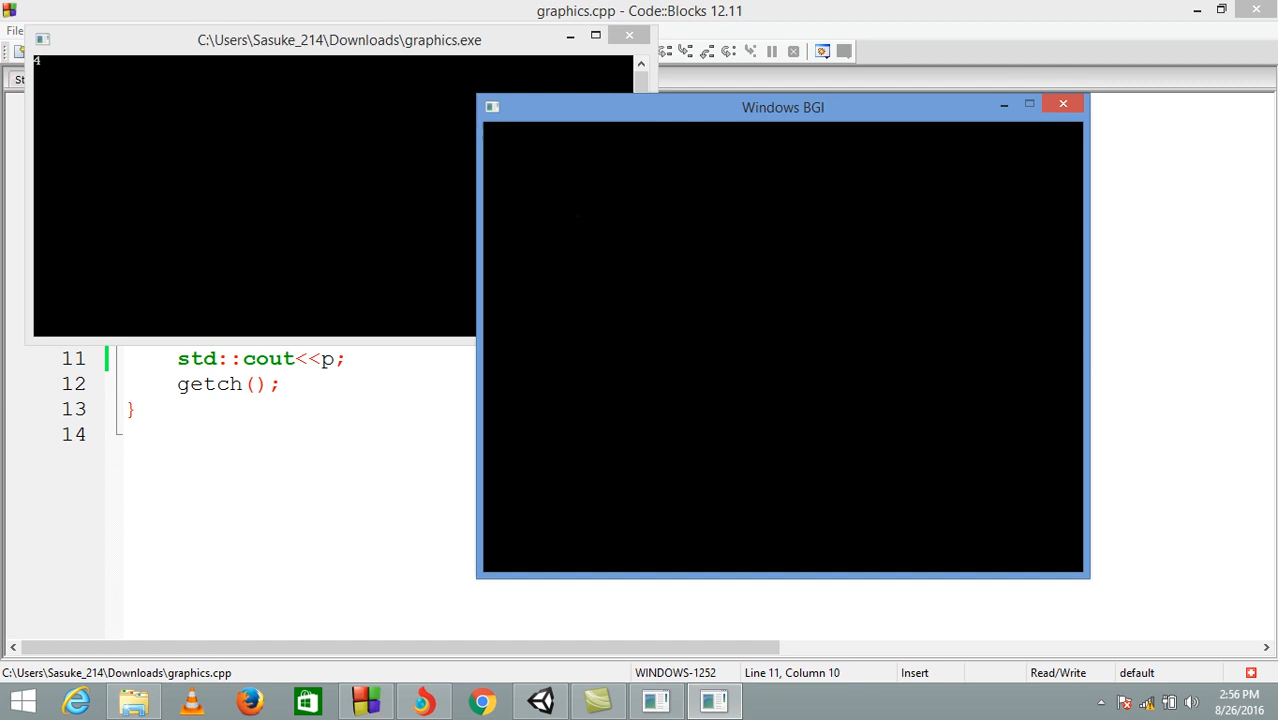 graphics.cpp - Code::Blocks 12.11
File
C:\Users\Sasuke_214\Downloads\graphics.exe
St
4
Windows BGI
11 std::cout<<p;
12 getch();
13 }
14
C:\Users\Sasuke_214\Downloads\graphics.cpp WINDOWS-1252 Line 11, Column 10 Insert Read/Write default
2:56 PM
8/26/2016